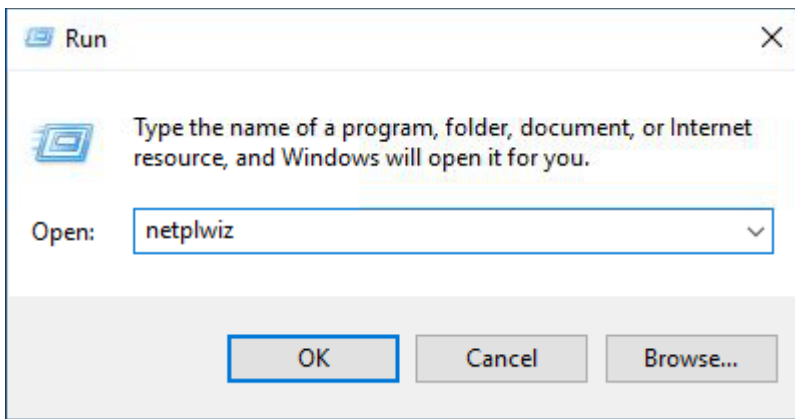 Run
Type the name of a program, folder, document, or Internet
resource, and Windows will open it for you.
Open: netplwiz
OK Cancel Browse...